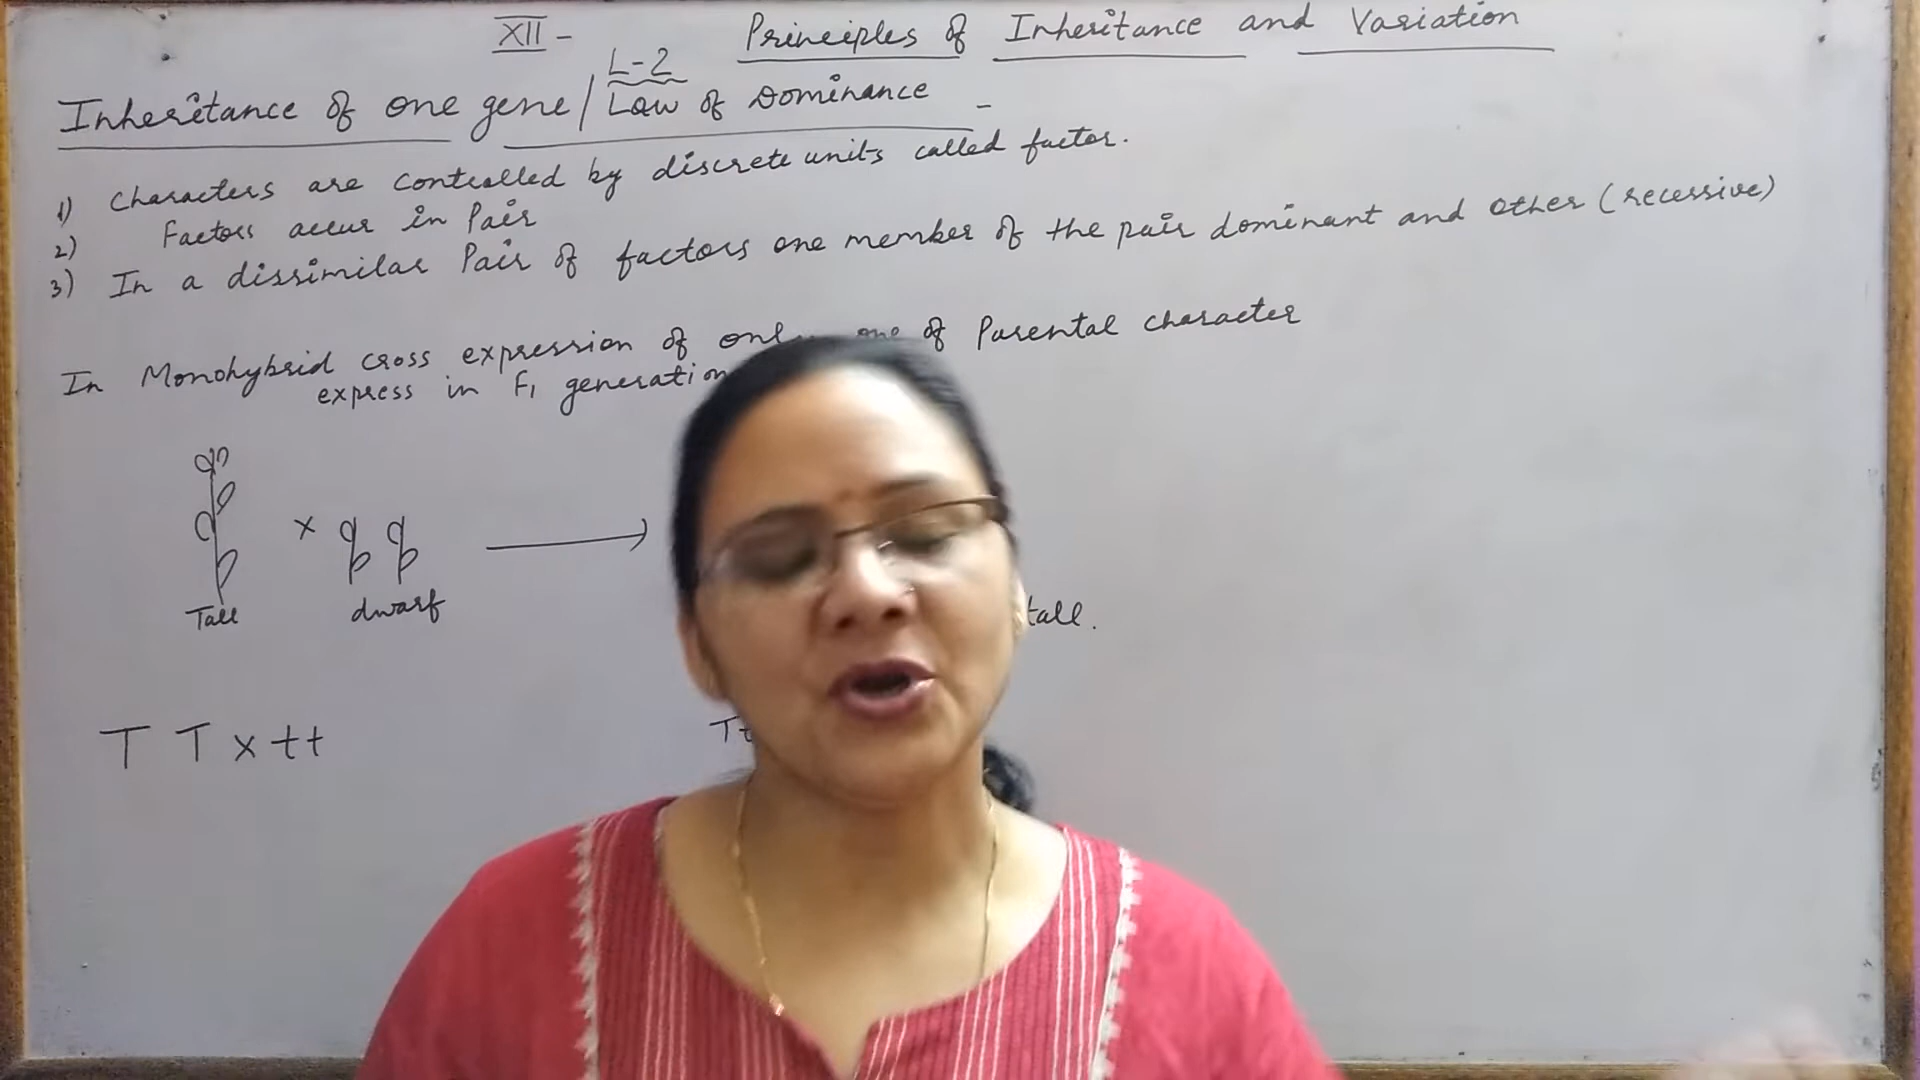 XII - Principles of Inheritance and Variation
L-2
Inheritance of one gene / Law of Dominance -
1) Characters are controlled by discrete units called factor.
2) Factors occur in Pair
3) In a dissimilar Pair of factors one member of the pair dominant and other (recessive)
In Monohybrid cross expression of only one of Parental character
express in F1 generation
x
Tall dwarf tall.
T T x tt Tt